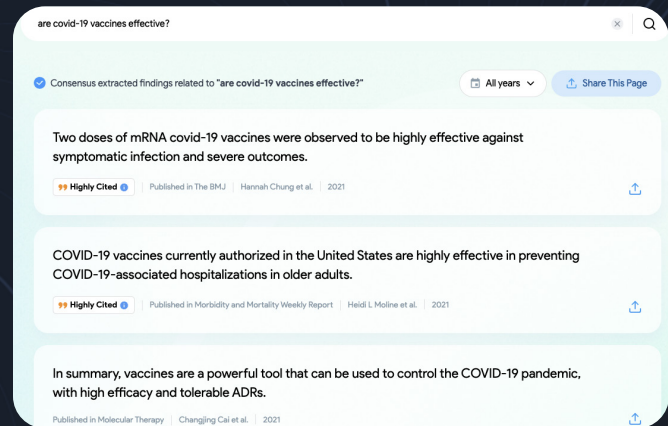 are covid-19 vaccines effective?
Consensus extracted findings related to "are covid-19 vaccines effective?"
All years
Share This Page
Two doses of mRNA covid-19 vaccines were observed to be highly effective against
symptomatic infection and severe outcomes.
Highly Cited
Published in The BMJ
Hannah Chung et al.
2021
COVID-19 vaccines currently authorized in the United States are highly effective in preventing
COVID-19-associated hospitalizations in older adults.
Highly Cited
Published in Morbidity and Mortality Weekly Report
Heidi L Moline et al.
2021
In summary, vaccines are a powerful tool that can be used to control the COVID-19 pandemic,
with high efficacy and tolerable ADRs.
Published in Molecular Therapy
Changjing Cai et al.
2021